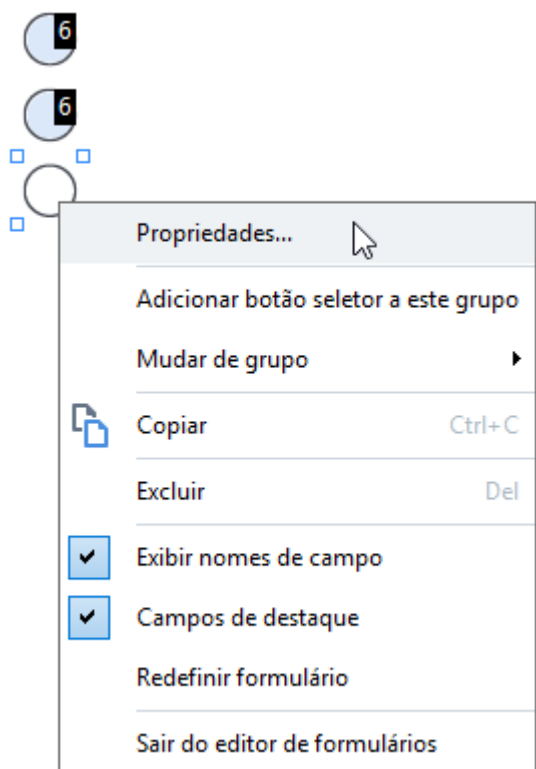 6
6
Propriedades...
Adicionar botão seletor a este grupo
Mudar de grupo
Copiar Ctrl+C
Excluir Del
Exibir nomes de campo
Campos de destaque
Redefinir formulário
Sair do editor de formulários